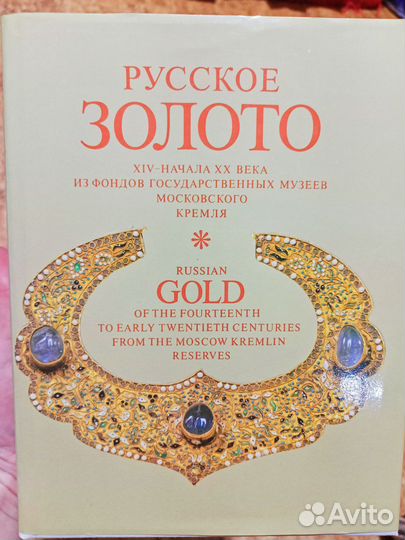 РУССКОЕ
ЗОЛОТО
XIV–НАЧАЛА XX ВЕКА
ИЗ ФОНДОВ ГОСУДАРСТВЕННЫХ МУЗЕЕВ
МОСКОВСКОГО
КРЕМЛЯ
RUSSIAN
GOLD
OF THE FOURTEENTH
TO EARLY TWENTIETH CENTURIES
FROM THE MOSCOW KREMLIN
RESERVES
Avito